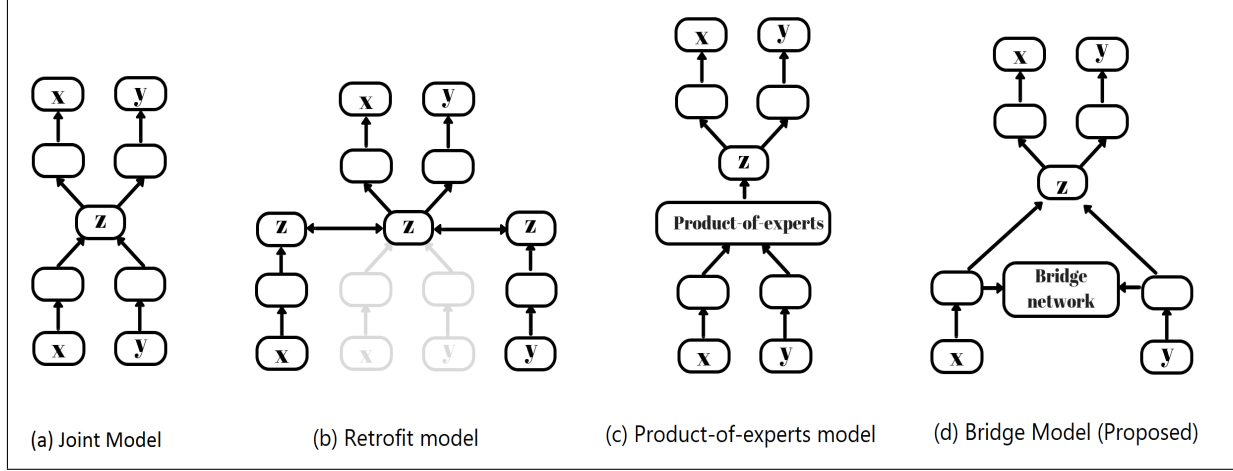 x y
z
x y
(a) Joint Model
x y
z z z
x x y y
(b) Retrofit model
x y
z
Product-of-experts
x y
(c) Product-of-experts model
x y
z
Bridge
network
x y
(d) Bridge Model (Proposed)